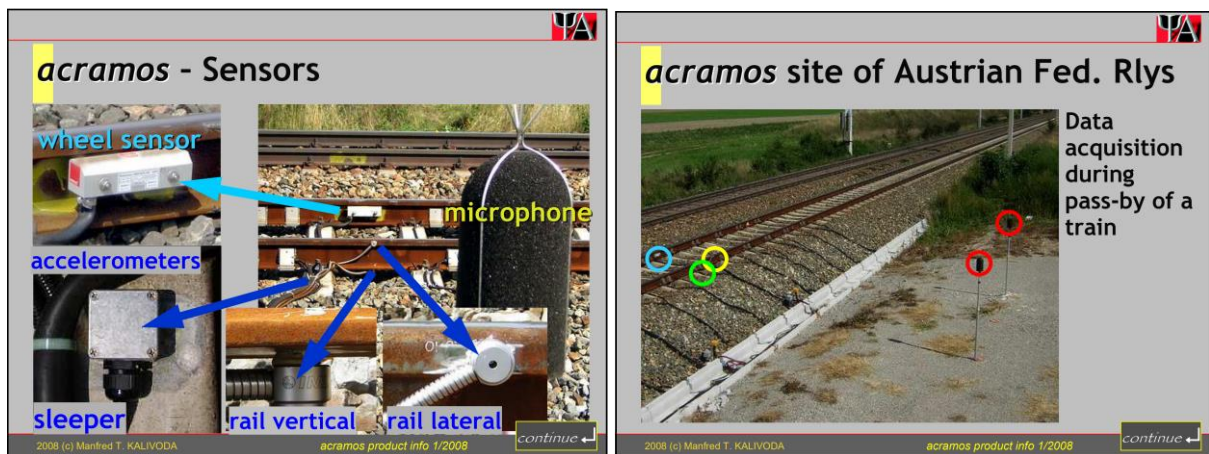 ΨA
acramos - Sensors
wheel sensor
microphone
accelerometers
sleeper
rail vertical
rail lateral
2008 (c) Manfred T. KALIVODA
acramos product info 1/2008
continue ↵
ΨA
acramos site of Austrian Fed. Rlys
Data
acquisition
during
pass-by of a
train
2008 (c) Manfred T. KALIVODA
acramos product info 1/2008
continue ↵